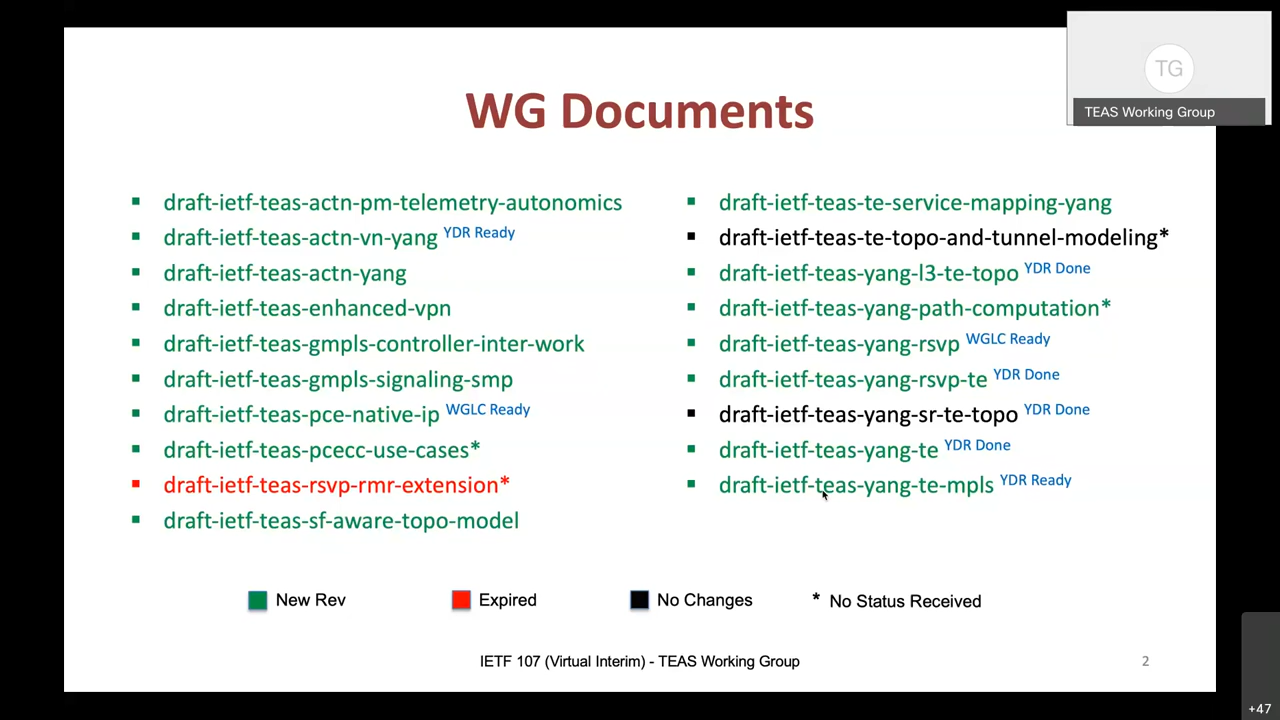 TG
TEAS Working Group
WG Documents
▪ draft-ietf-teas-actn-pm-telemetry-autonomics
▪ draft-ietf-teas-actn-vn-yang YDR Ready
▪ draft-ietf-teas-actn-yang
▪ draft-ietf-teas-enhanced-vpn
▪ draft-ietf-teas-gmpls-controller-inter-work
▪ draft-ietf-teas-gmpls-signaling-smp
▪ draft-ietf-teas-pce-native-ip WGLC Ready
▪ draft-ietf-teas-pcecc-use-cases*
▪ draft-ietf-teas-rsvp-rmr-extension*
▪ draft-ietf-teas-sf-aware-topo-model
▪ draft-ietf-teas-te-service-mapping-yang
▪ draft-ietf-teas-te-topo-and-tunnel-modeling*
▪ draft-ietf-teas-yang-l3-te-topo YDR Done
▪ draft-ietf-teas-yang-path-computation*
▪ draft-ietf-teas-yang-rsvp WGLC Ready
▪ draft-ietf-teas-yang-rsvp-te YDR Done
▪ draft-ietf-teas-yang-sr-te-topo YDR Done
▪ draft-ietf-teas-yang-te YDR Done
▪ draft-ietf-teas-yang-te-mpls YDR Ready
New Rev
Expired
No Changes
* No Status Received
IETF 107 (Virtual Interim) - TEAS Working Group
2
+47